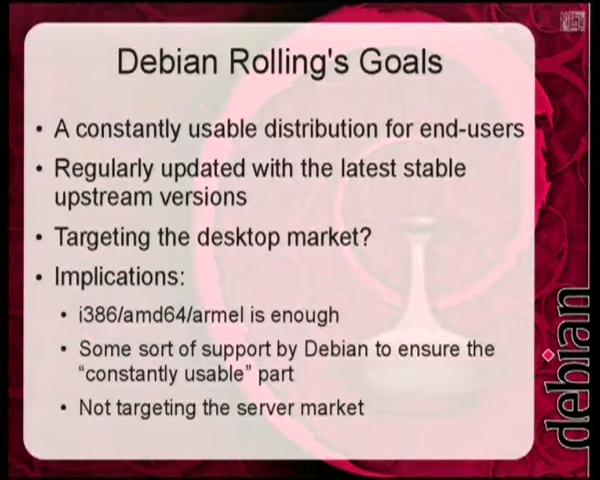 Debian Rolling's Goals
• A constantly usable distribution for end-users
• Regularly updated with the latest stable
upstream versions
• Targeting the desktop market?
• Implications:
• i386/amd64/armel is enough
• Some sort of support by Debian to ensure the
“constantly usable” part
• Not targeting the server market
debian